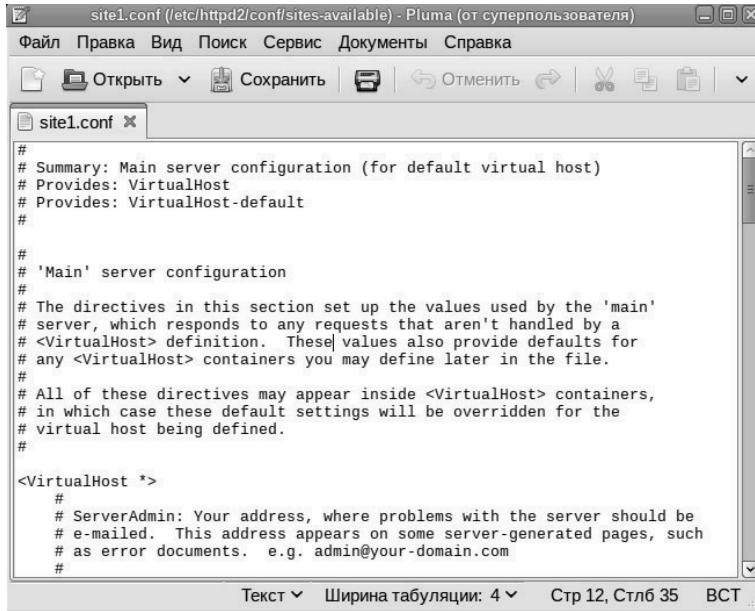 site1.conf (/etc/httpd2/conf/sites-available) - Pluma (от суперпользователя)
Файл Правка Вид Поиск Сервис Документы Справка
Открыть Сохранить Отменить
site1.conf
#
# Summary: Main server configuration (for default virtual host)
# Provides: VirtualHost
# Provides: VirtualHost-default
#
#
# 'Main' server configuration
#
# The directives in this section set up the values used by the 'main'
# server, which responds to any requests that aren't handled by a
# <VirtualHost> definition.  These values also provide defaults for
# any <VirtualHost> containers you may define later in the file.
#
# All of these directives may appear inside <VirtualHost> containers,
# in which case these default settings will be overridden for the
# virtual host being defined.
#
<VirtualHost *>
    #
    # ServerAdmin: Your address, where problems with the server should be
    # e-mailed.  This address appears on some server-generated pages, such
    # as error documents.  e.g. admin@your-domain.com
    #
Текст Ширина табуляции: 4 Стр 12, Стлб 35 ВСТ